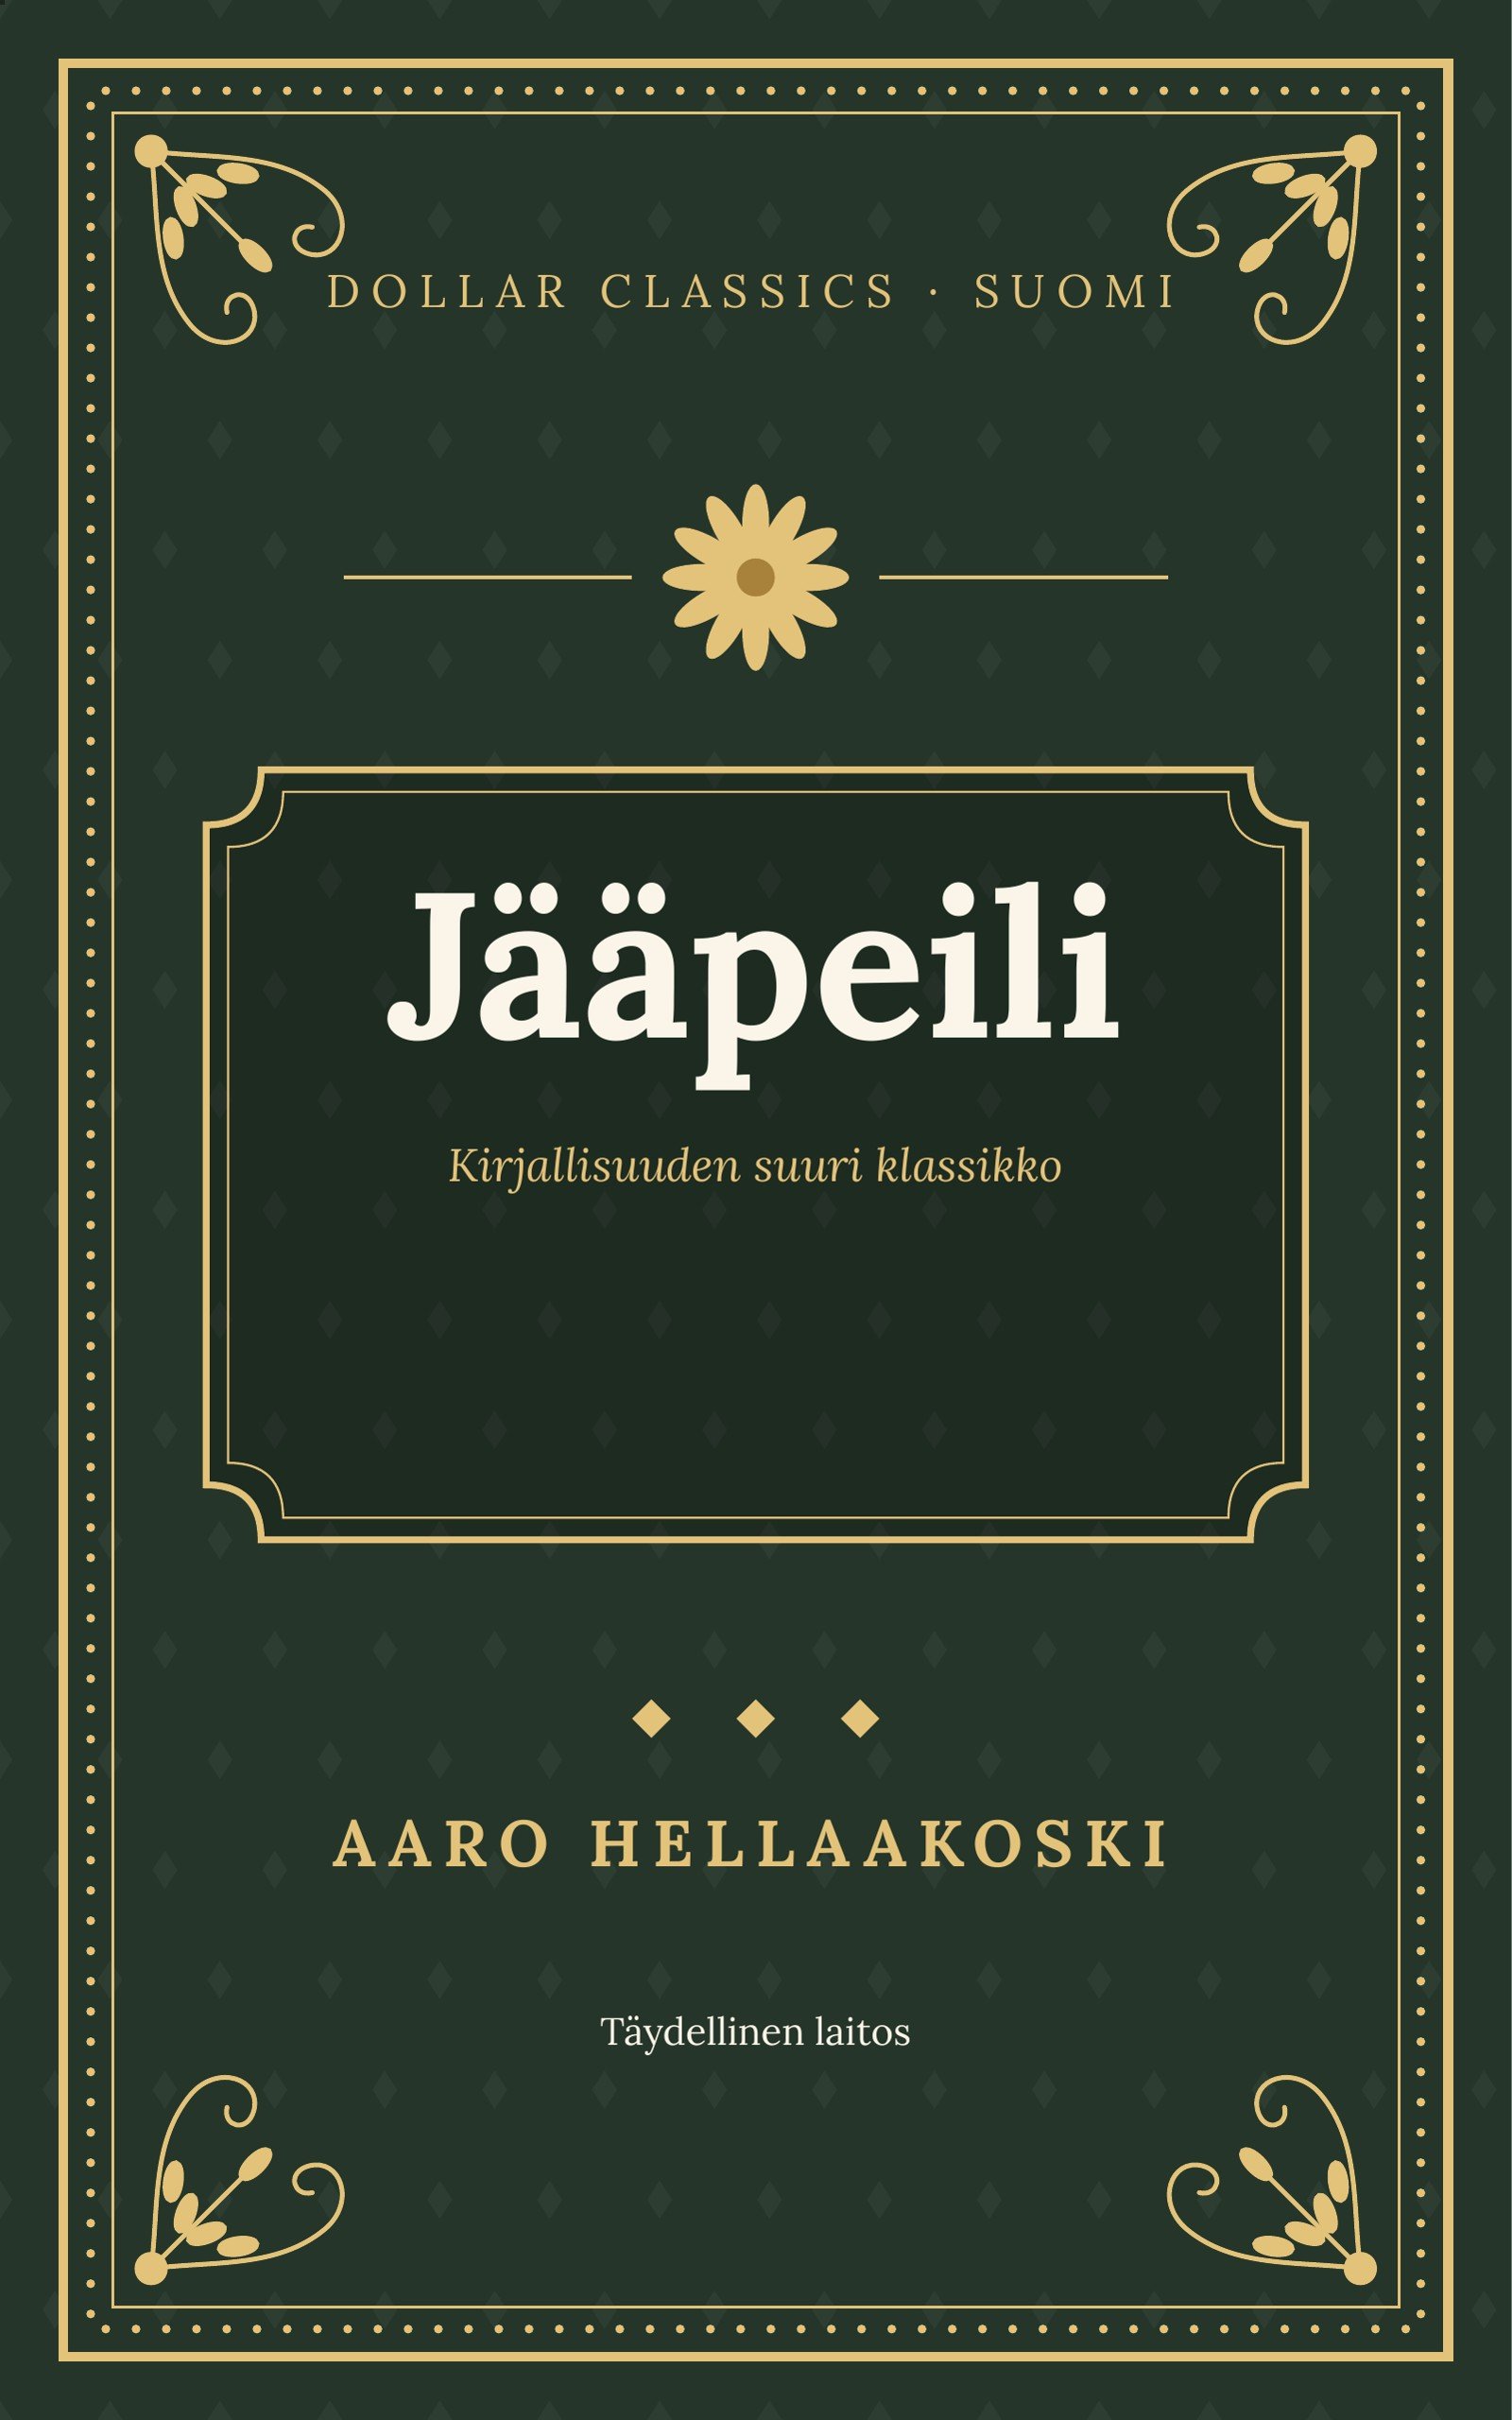 DOLLAR CLASSICS · SUOMI
Jääpeili
Kirjallisuuden suuri klassikko
AARO HELLAAKOSKI
Täydellinen laitos